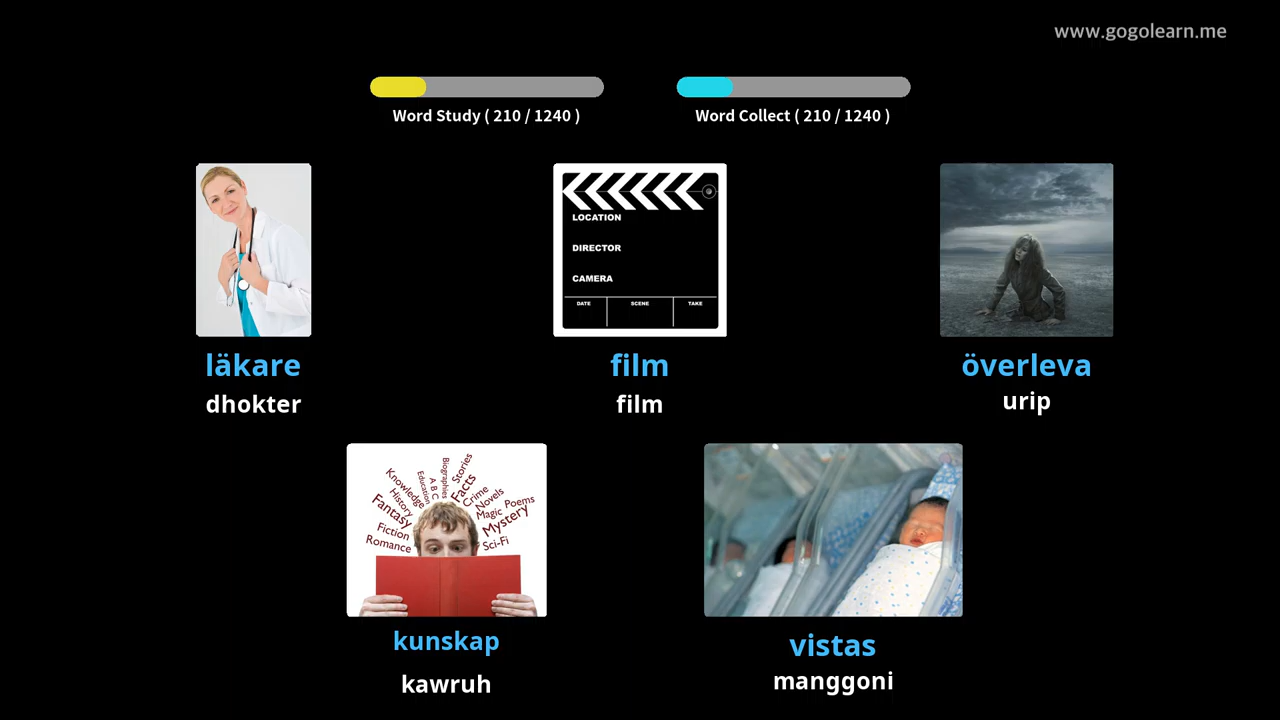 www.gogolearn.me
Word Study ( 210 / 1240 )
Word Collect ( 210 / 1240 )
LOCATION
DIRECTOR
CAMERA
DATE
SCENE
TAKE
läkare
film
överleva
dhokter
film
urip
Biographies
Stories
Knowledge
Education
A B C
Facts
History
Crime
Novels
Fantasy
Magic
Poems
Fiction
Mystery
Romance
Sci-Fi
kunskap
vistas
kawruh
manggoni